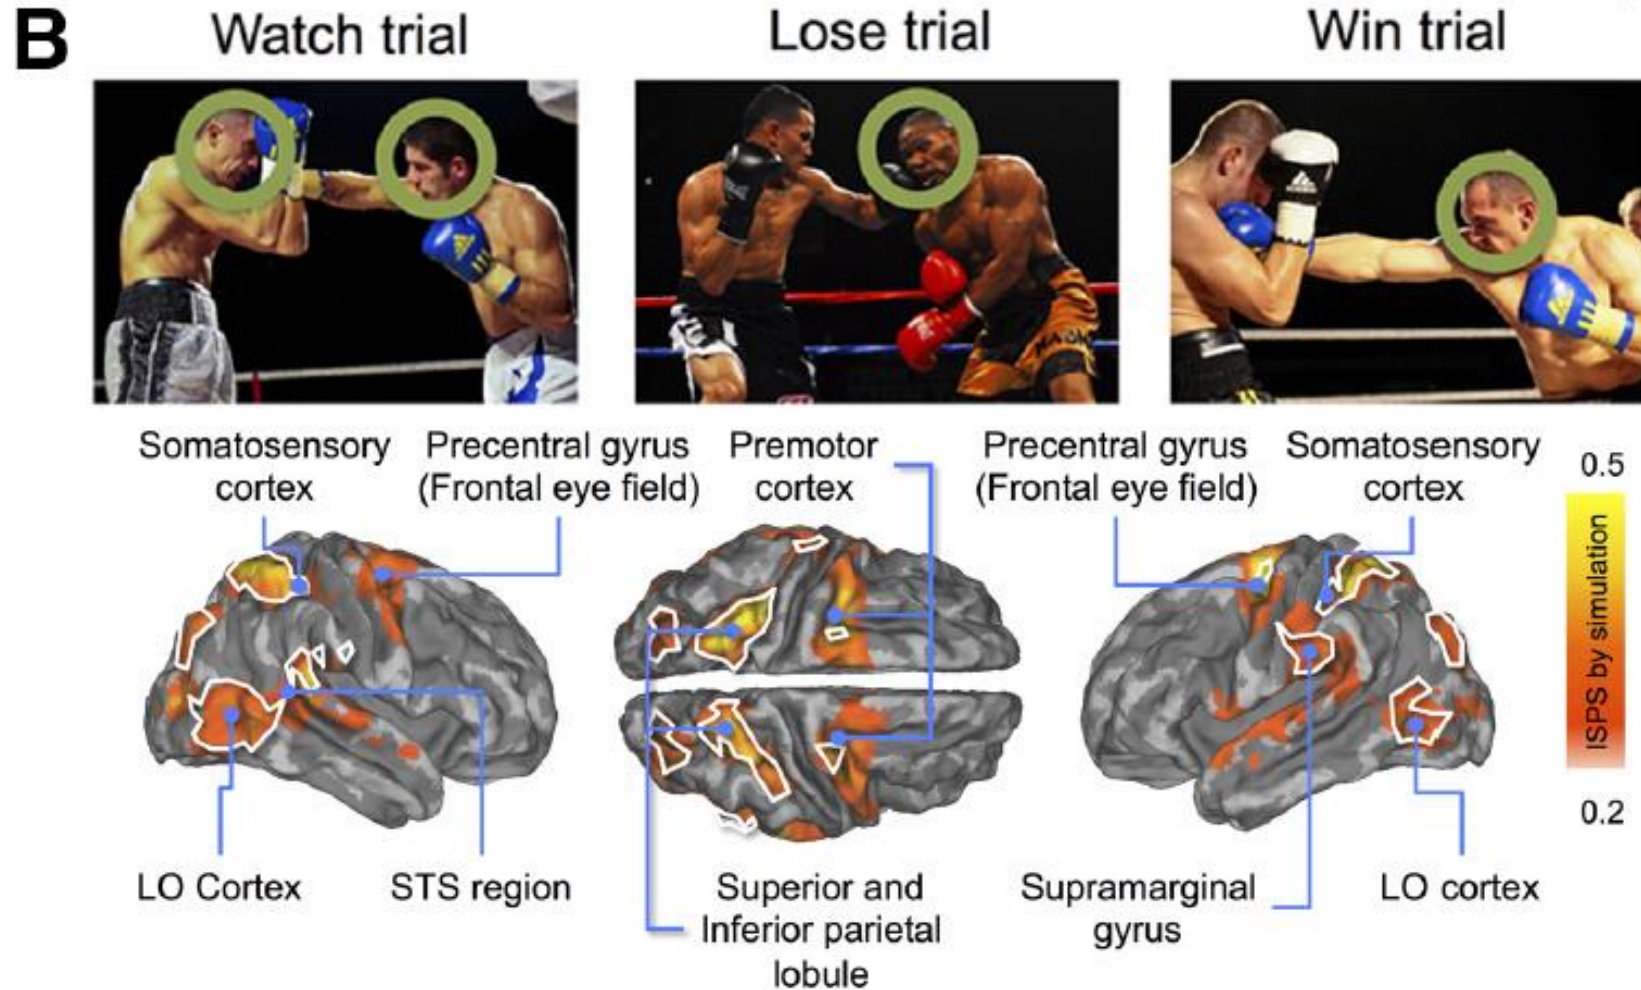 B
Watch trial
Lose trial
Win trial
Somatosensory
cortex
Precentral gyrus
(Frontal eye field)
Premotor
cortex
Precentral gyrus
(Frontal eye field)
Somatosensory
cortex
0.5
ISPS by simulation
0.2
LO Cortex
STS region
Superior and
Inferior parietal
lobule
Supramarginal
gyrus
LO cortex